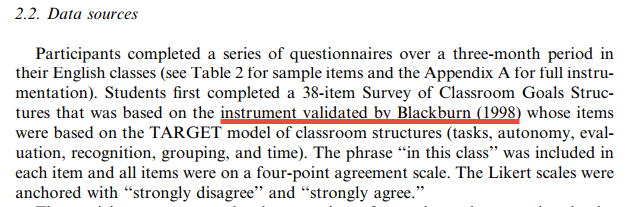 2.2. Data sources
Participants completed a series of questionnaires over a three-month period in
their English classes (see Table 2 for sample items and the Appendix A for full instru-
mentation). Students first completed a 38-item Survey of Classroom Goals Struc-
tures that was based on the instrument validated by Blackburn (1998) whose items
were based on the TARGET model of classroom structures (tasks, autonomy, eval-
uation, recognition, grouping, and time). The phrase “in this class” was included in
each item and all items were on a four-point agreement scale. The Likert scales were
anchored with “strongly disagree” and “strongly agree.”